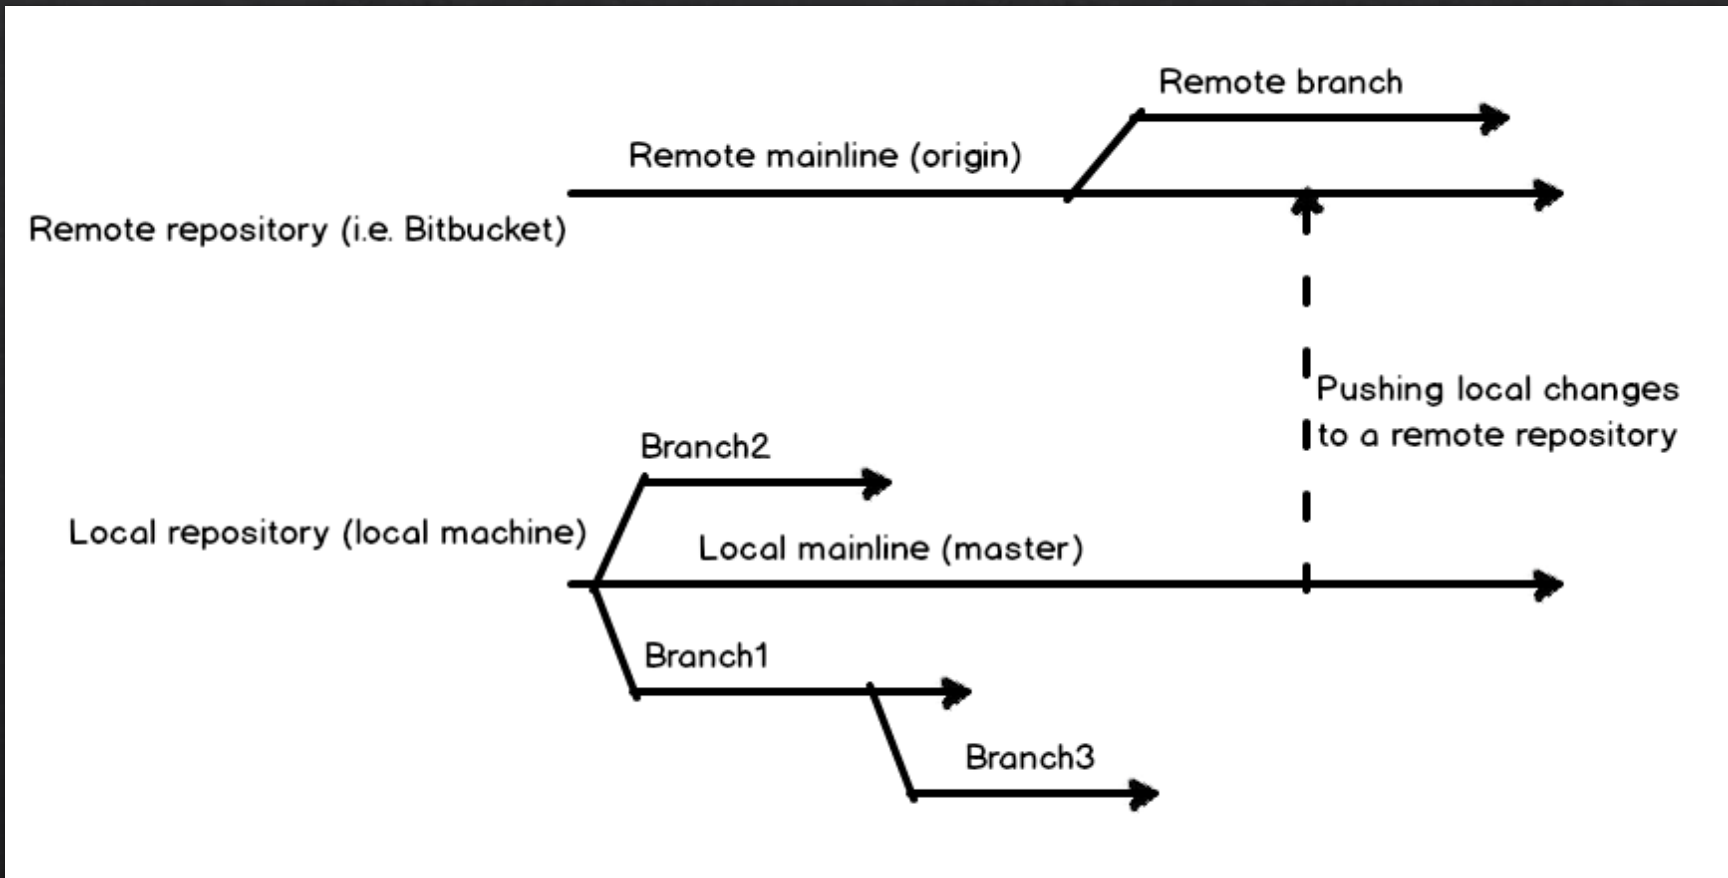 Remote branch
Remote mainline (origin)
Remote repository (i.e. Bitbucket)
Pushing local changes
to a remote repository
Branch2
Local repository (local machine)
Local mainline (master)
Branch1
Branch3